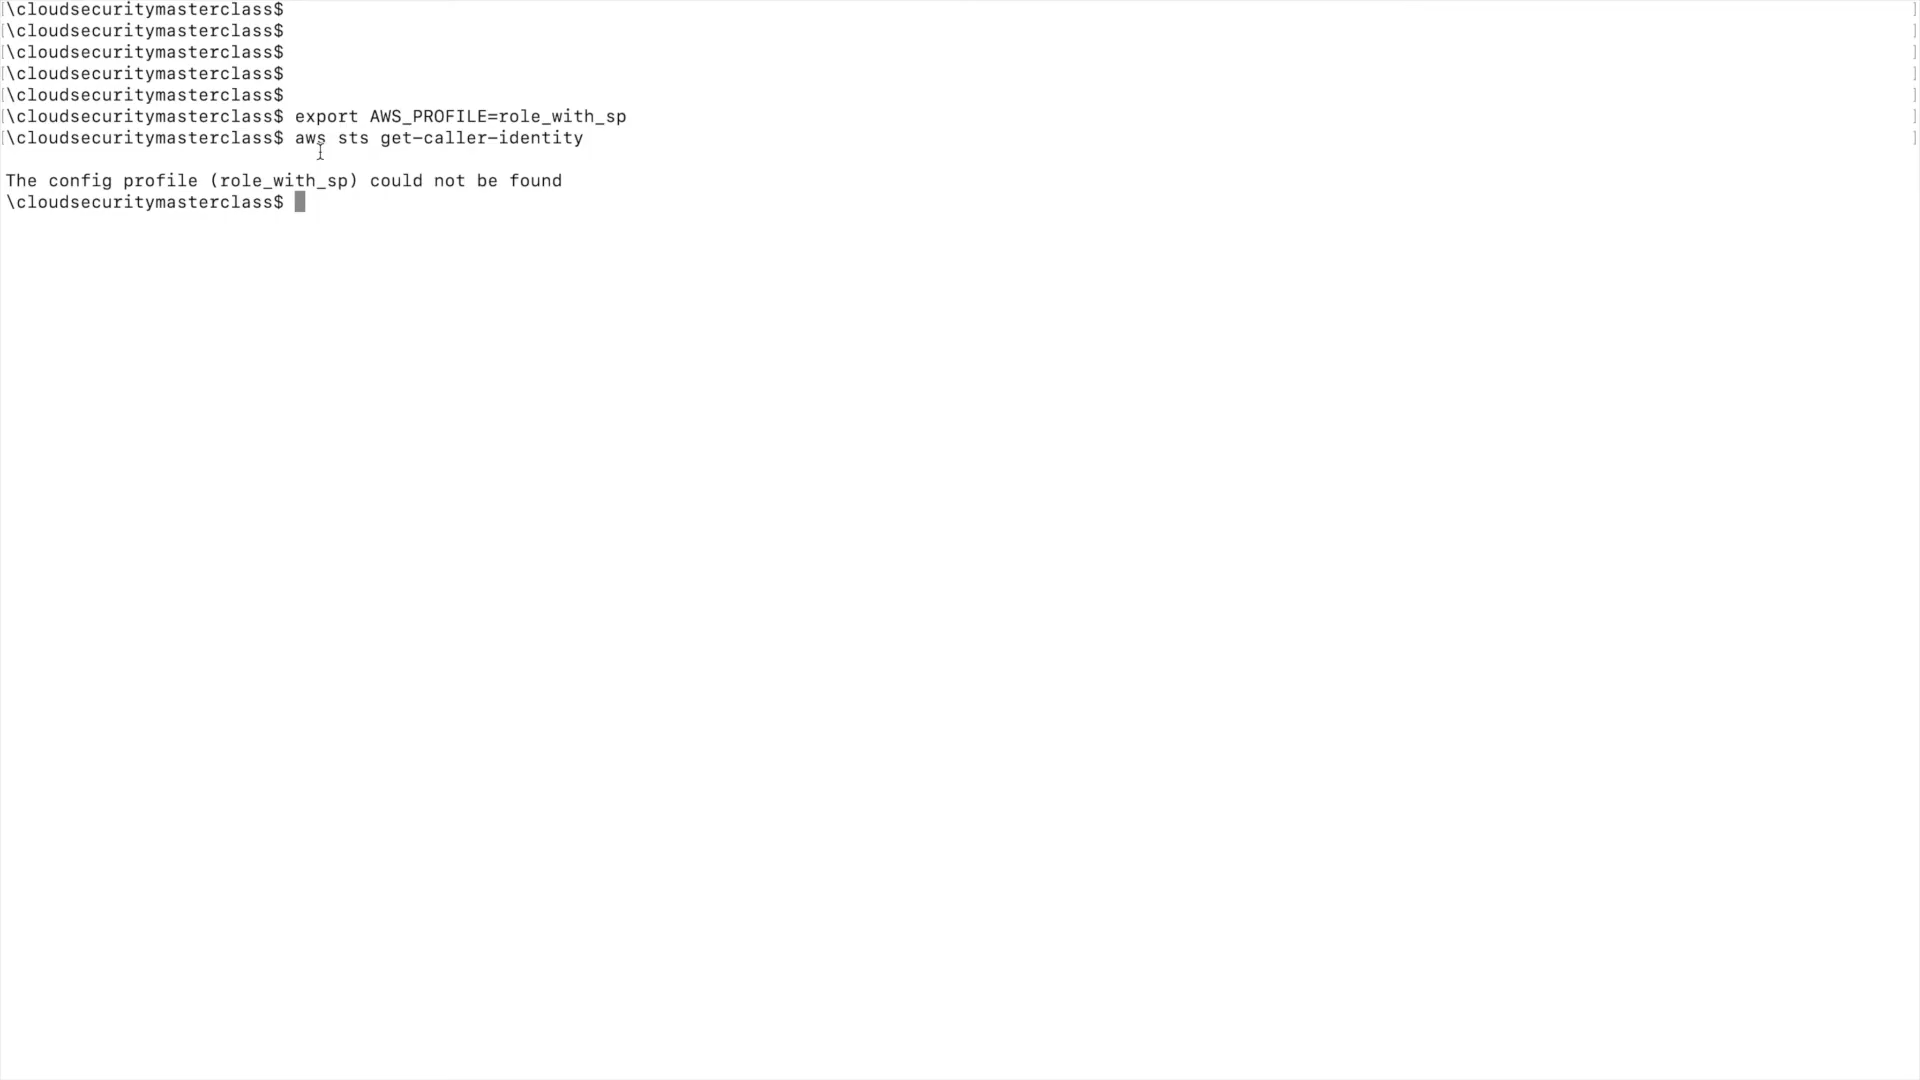 [\cloudsecuritymasterclass$ ]
[\cloudsecuritymasterclass$ ]
[\cloudsecuritymasterclass$ ]
[\cloudsecuritymasterclass$ ]
[\cloudsecuritymasterclass$ ]
[\cloudsecuritymasterclass$ export AWS_PROFILE=role_with_sp ]
[\cloudsecuritymasterclass$ aws sts get-caller-identity ]
The config profile (role_with_sp) could not be found
\cloudsecuritymasterclass$